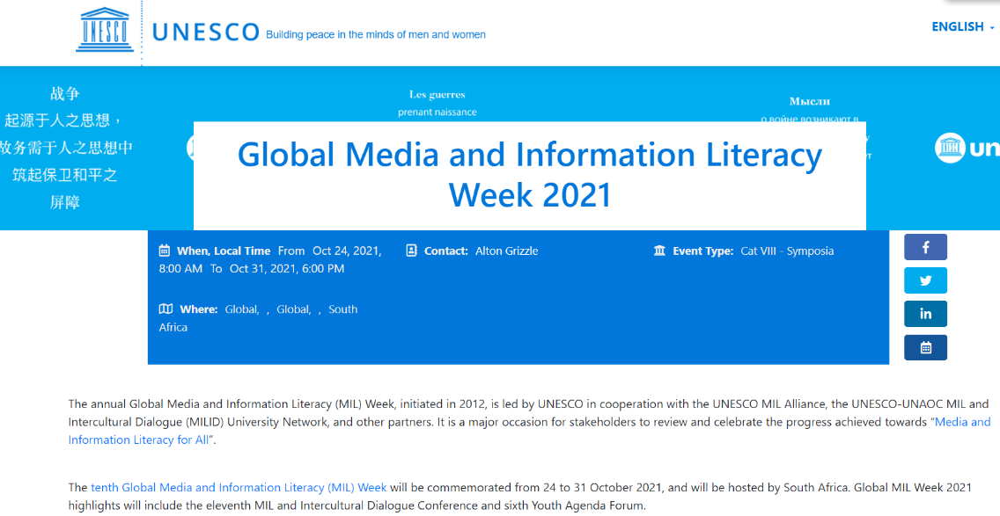 UNESCO
UNESCO Building peace in the minds of men and women
ENGLISH
战争
起源于人之思想，
故务需于人之思想中
筑起保卫和平之
屏障
Les guerres
prenant naissance
Мысли
о войне возникают в
un
Global Media and Information Literacy
Week 2021
When, Local Time From Oct 24, 2021,
8:00 AM To Oct 31, 2021, 6:00 PM
Contact: Alton Grizzle
Event Type: Cat VIII - Symposia
Where: Global, , Global, , South
Africa
The annual Global Media and Information Literacy (MIL) Week, initiated in 2012, is led by UNESCO in cooperation with the UNESCO MIL Alliance, the UNESCO-UNAOC MIL and
Intercultural Dialogue (MILID) University Network, and other partners. It is a major occasion for stakeholders to review and celebrate the progress achieved towards “Media and
Information Literacy for All”.
The tenth Global Media and Information Literacy (MIL) Week will be commemorated from 24 to 31 October 2021, and will be hosted by South Africa. Global MIL Week 2021
highlights will include the eleventh MIL and Intercultural Dialogue Conference and sixth Youth Agenda Forum.